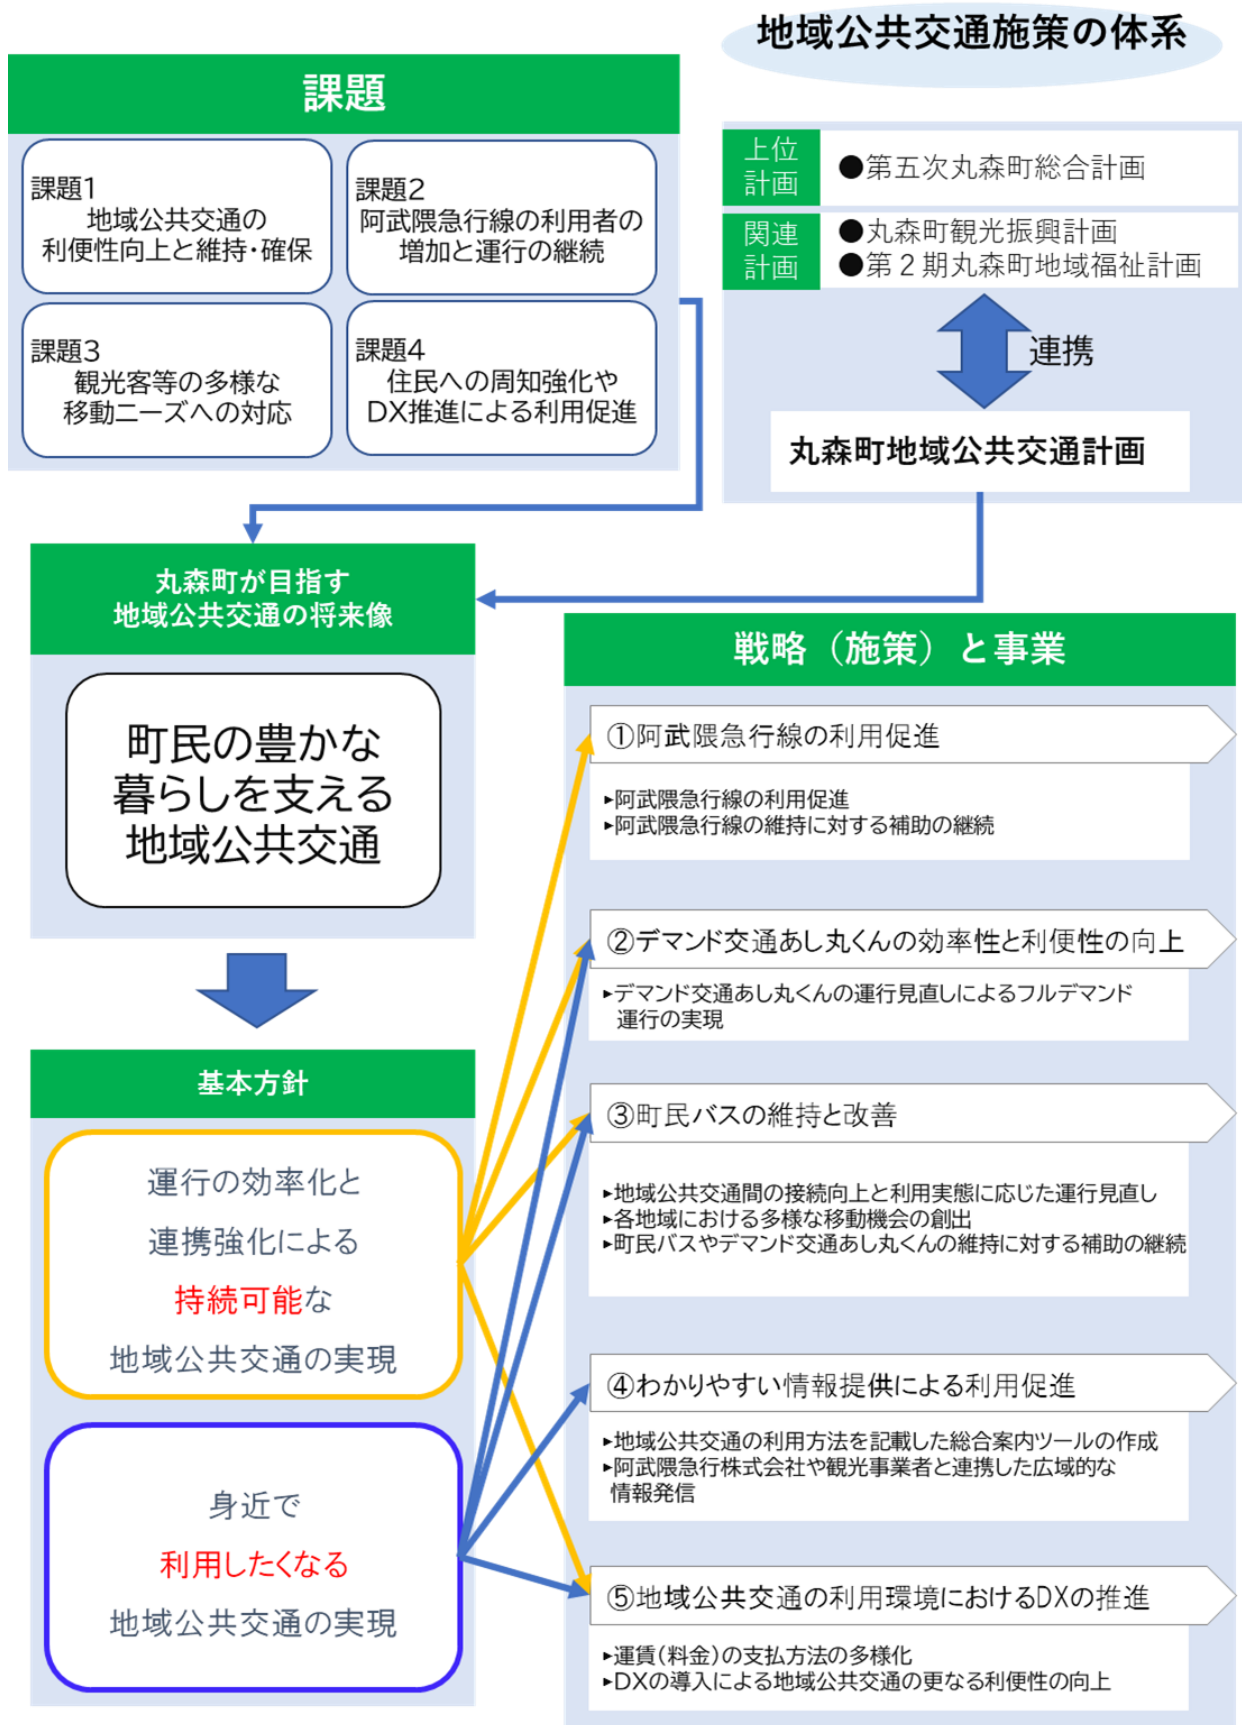 地域公共交通施策の体系
課題
課題1
地域公共交通の
利便性向上と維持・確保
課題2
阿武隈急行線の利用者の
増加と運行の継続
課題3
観光客等の多様な
移動ニーズへの対応
課題4
住民への周知強化や
DX推進による利用促進
上位
計画
●第五次丸森町総合計画
関連
計画
●丸森町観光振興計画
●第２期丸森町地域福祉計画
連携
丸森町地域公共交通計画
丸森町が目指す
地域公共交通の将来像
町民の豊かな
暮らしを支える
地域公共交通
基本方針
運行の効率化と
連携強化による
持続可能な
地域公共交通の実現
身近で
利用したくなる
地域公共交通の実現
戦略（施策）と事業
①阿武隈急行線の利用促進
▸阿武隈急行線の利用促進
▸阿武隈急行線の維持に対する補助の継続
②デマンド交通あし丸くんの効率性と利便性の向上
▸デマンド交通あし丸くんの運行見直しによるフルデマンド
運行の実現
③町民バスの維持と改善
▸地域公共交通間の接続向上と利用実態に応じた運行見直し
▸各地域における多様な移動機会の創出
▸町民バスやデマンド交通あし丸くんの維持に対する補助の継続
④わかりやすい情報提供による利用促進
▸地域公共交通の利用方法を記載した総合案内ツールの作成
▸阿武隈急行株式会社や観光事業者と連携した広域的な
情報発信
⑤地域公共交通の利用環境におけるDXの推進
▸運賃(料金)の支払方法の多様化
▸DXの導入による地域公共交通の更なる利便性の向上